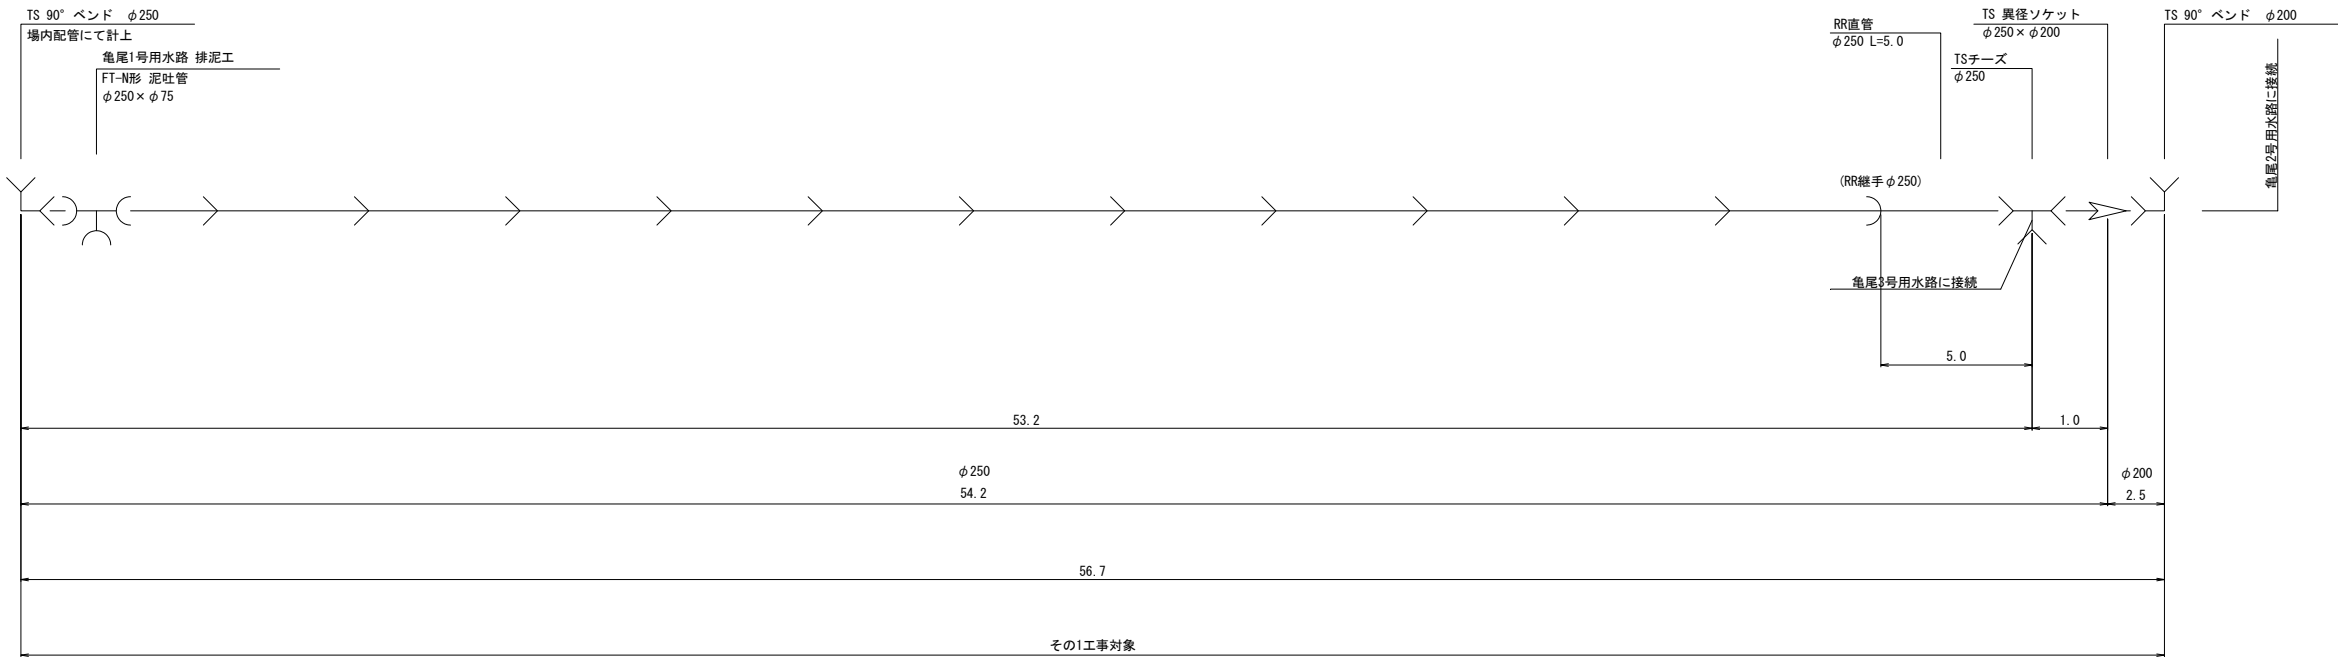 TS 90° ベンド φ250
場内配管にて計上
亀尾1号用水路 排泥工
FT-N形 泥吐管
φ250×φ75
RR直管
φ250 L=5.0
TS 異径ソケット
φ250×φ200
TSチーズ
φ250
TS 90° ベンド φ200
亀尾2号用水路に接続
(RR継手φ250)
亀尾3号用水路に接続
5.0
53.2
1.0
φ250
54.2
φ200
2.5
56.7
その1工事対象